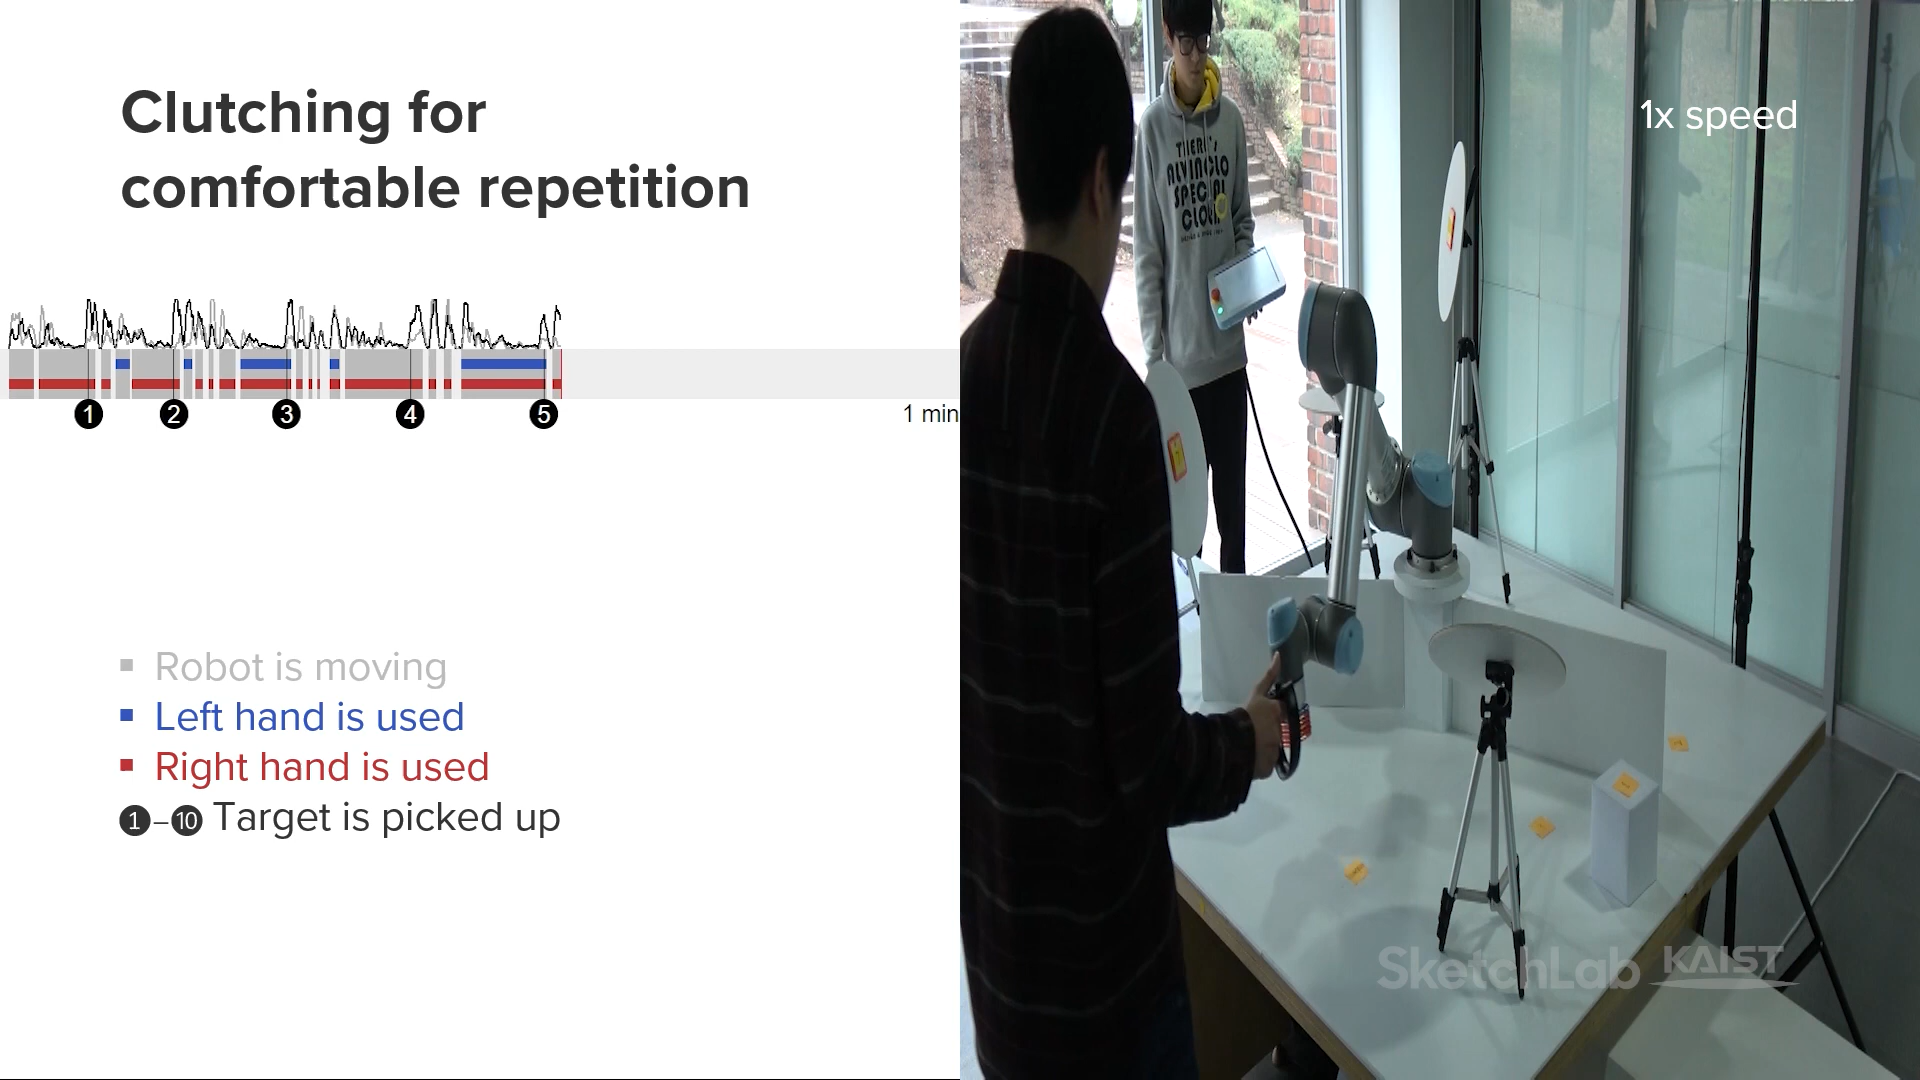 Clutching for
comfortable repetition
1 2 3 4 5
1 min
Robot is moving
Left hand is used
Right hand is used
1–10 Target is picked up
1x speed
SPECIAL
SketchLab KAIST